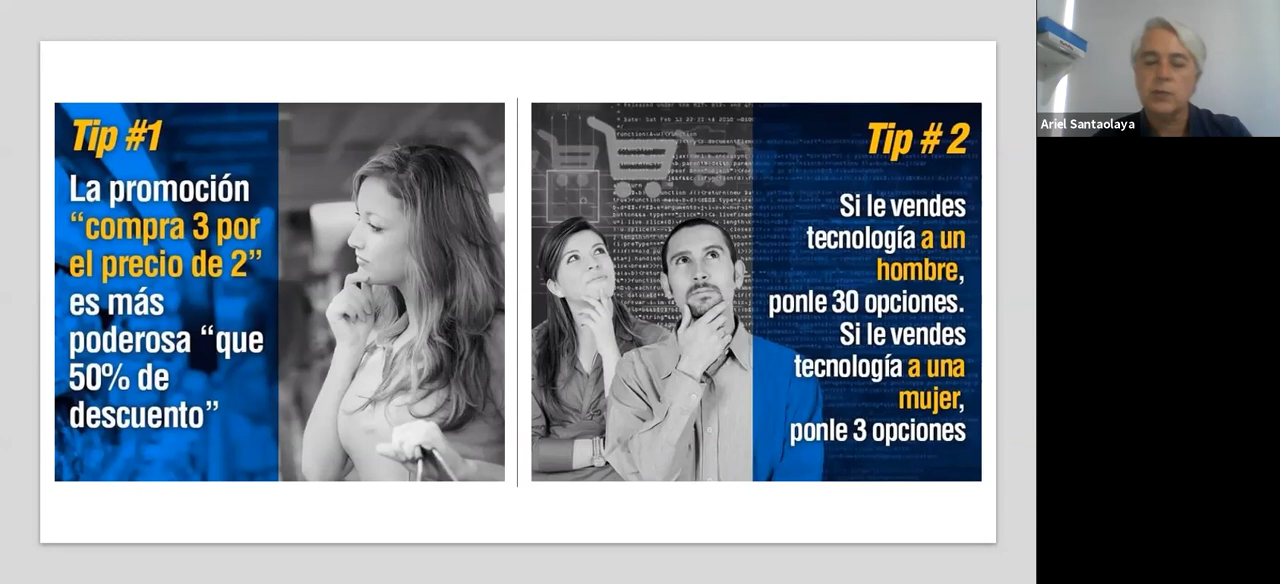 Tip #1
La promoción
“compra 3 por
el precio de 2”
es más
poderosa “que
50% de
descuento”
Tip # 2
Si le vendes
tecnología a un
hombre,
ponle 30 opciones.
Si le vendes
tecnología a una
mujer,
ponle 3 opciones
Ariel Santaolaya